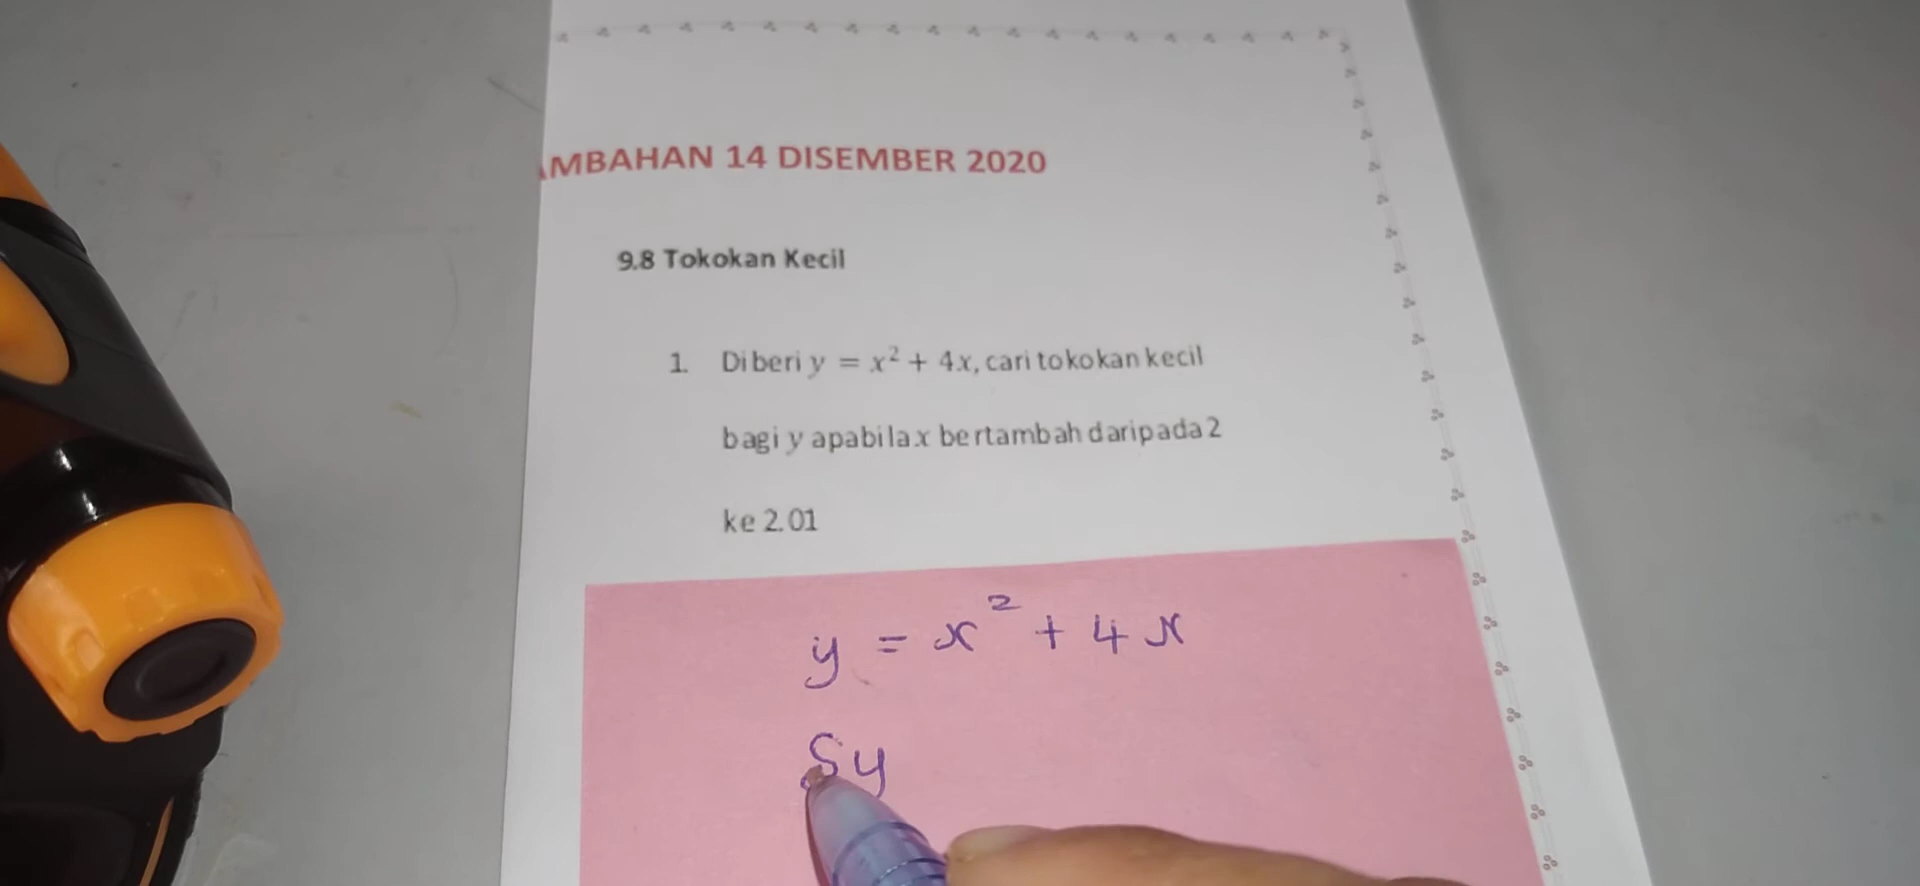 MBAHAN 14 DISEMBER 2020
9.8 Tokokan Kecil
1. Diberi y = x² + 4x, cari tokokan kecil
bagi y apabila x bertambah daripada 2
ke 2.01
y = x² + 4x
δy